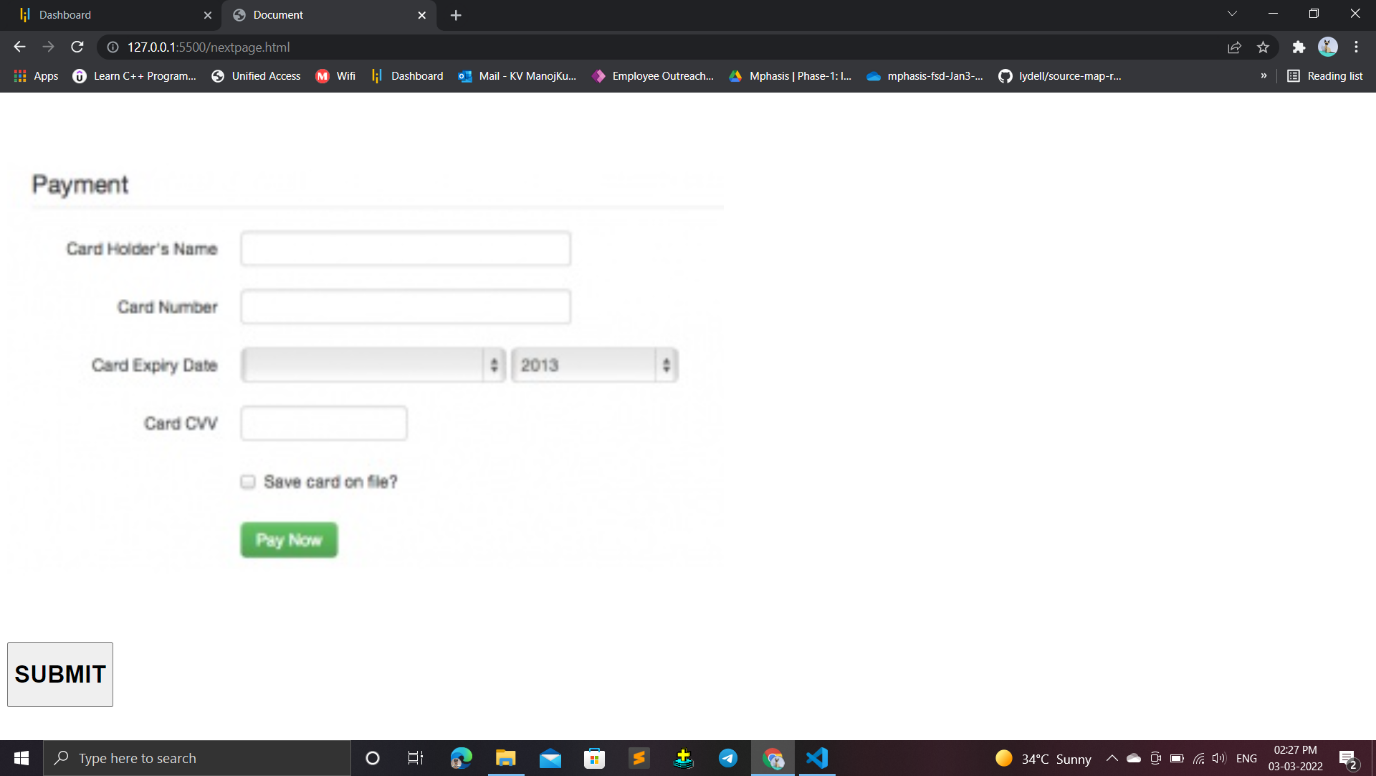 Dashboard
Document
127.0.0.1:5500/nextpage.html
Apps
Learn C++ Program...
Unified Access
Wifi
Dashboard
Mail - KV ManojKu...
Employee Outreach...
Mphasis | Phase-1: I...
mphasis-fsd-Jan3-...
lydell/source-map-r...
»
Reading list
Payment
Card Holder's Name
Card Number
Card Expiry Date
2013
Card CVV
Save card on file?
Pay Now
SUBMIT
Type here to search
34°C Sunny
ENG
02:27 PM
03-03-2022
2